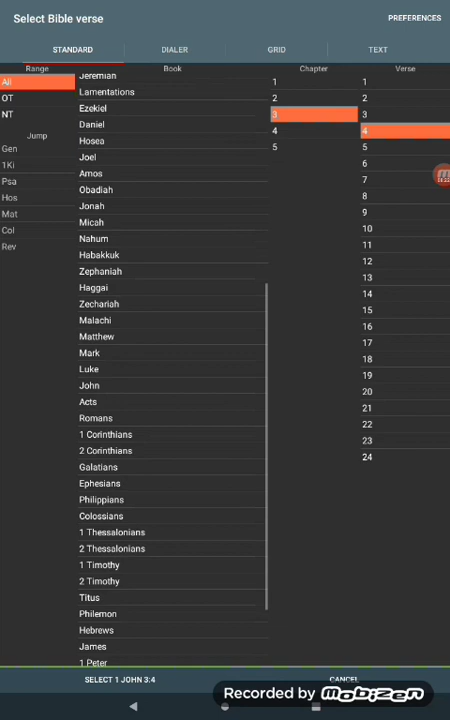 Select Bible verse
PREFERENCES
STANDARD
DIALER
GRID
TEXT
Range
Book
Chapter
Verse
All
OT
NT
Jump
Gen
1Ki
Psa
Hos
Mat
Col
Rev
Jeremiah
Lamentations
Ezekiel
Daniel
Hosea
Joel
Amos
Obadiah
Jonah
Micah
Nahum
Habakkuk
Zephaniah
Haggai
Zechariah
Malachi
Matthew
Mark
Luke
John
Acts
Romans
1 Corinthians
2 Corinthians
Galatians
Ephesians
Philippians
Colossians
1 Thessalonians
2 Thessalonians
1 Timothy
2 Timothy
Titus
Philemon
Hebrews
James
1 Peter
1
2
3
4
5
1
2
3
4
5
6
7
8
9
10
11
12
13
14
15
16
17
18
19
20
21
22
23
24
SELECT 1 JOHN 3:4
CANCEL
Recorded by mobizen